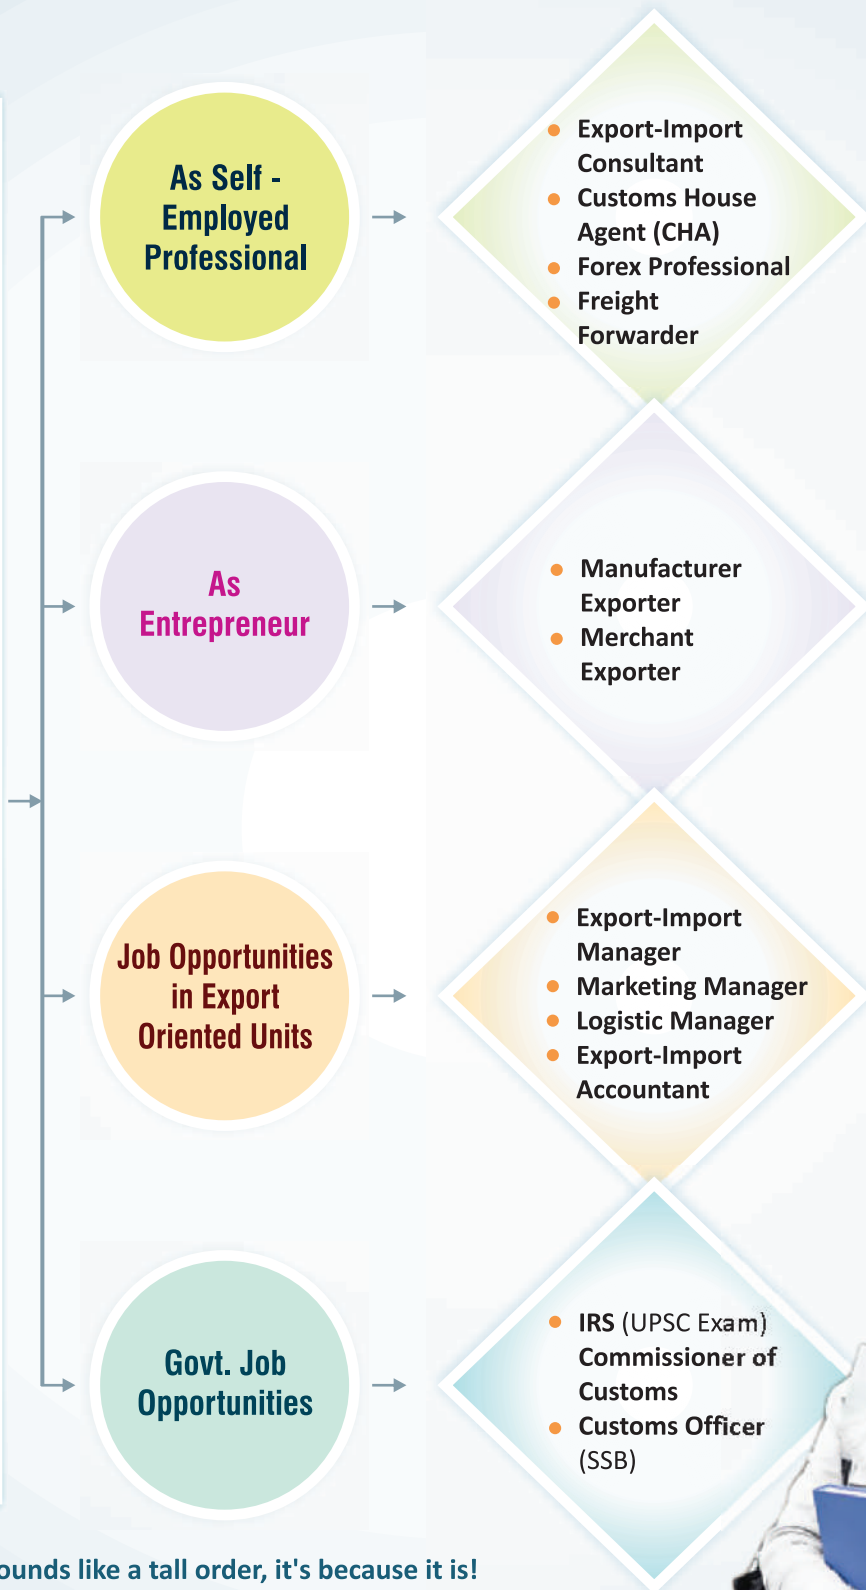 As Self -
Employed
Professional
Export-Import
Consultant
Customs House
Agent (CHA)
Forex Professional
Freight
Forwarder
As
Entrepreneur
Manufacturer
Exporter
Merchant
Exporter
Job Opportunities
in Export
Oriented Units
Export-Import
Manager
Marketing Manager
Logistic Manager
Export-Import
Accountant
Govt. Job
Opportunities
IRS (UPSC Exam)
Commissioner of
Customs
Customs Officer
(SSB)
ounds like a tall order, it's because it is!